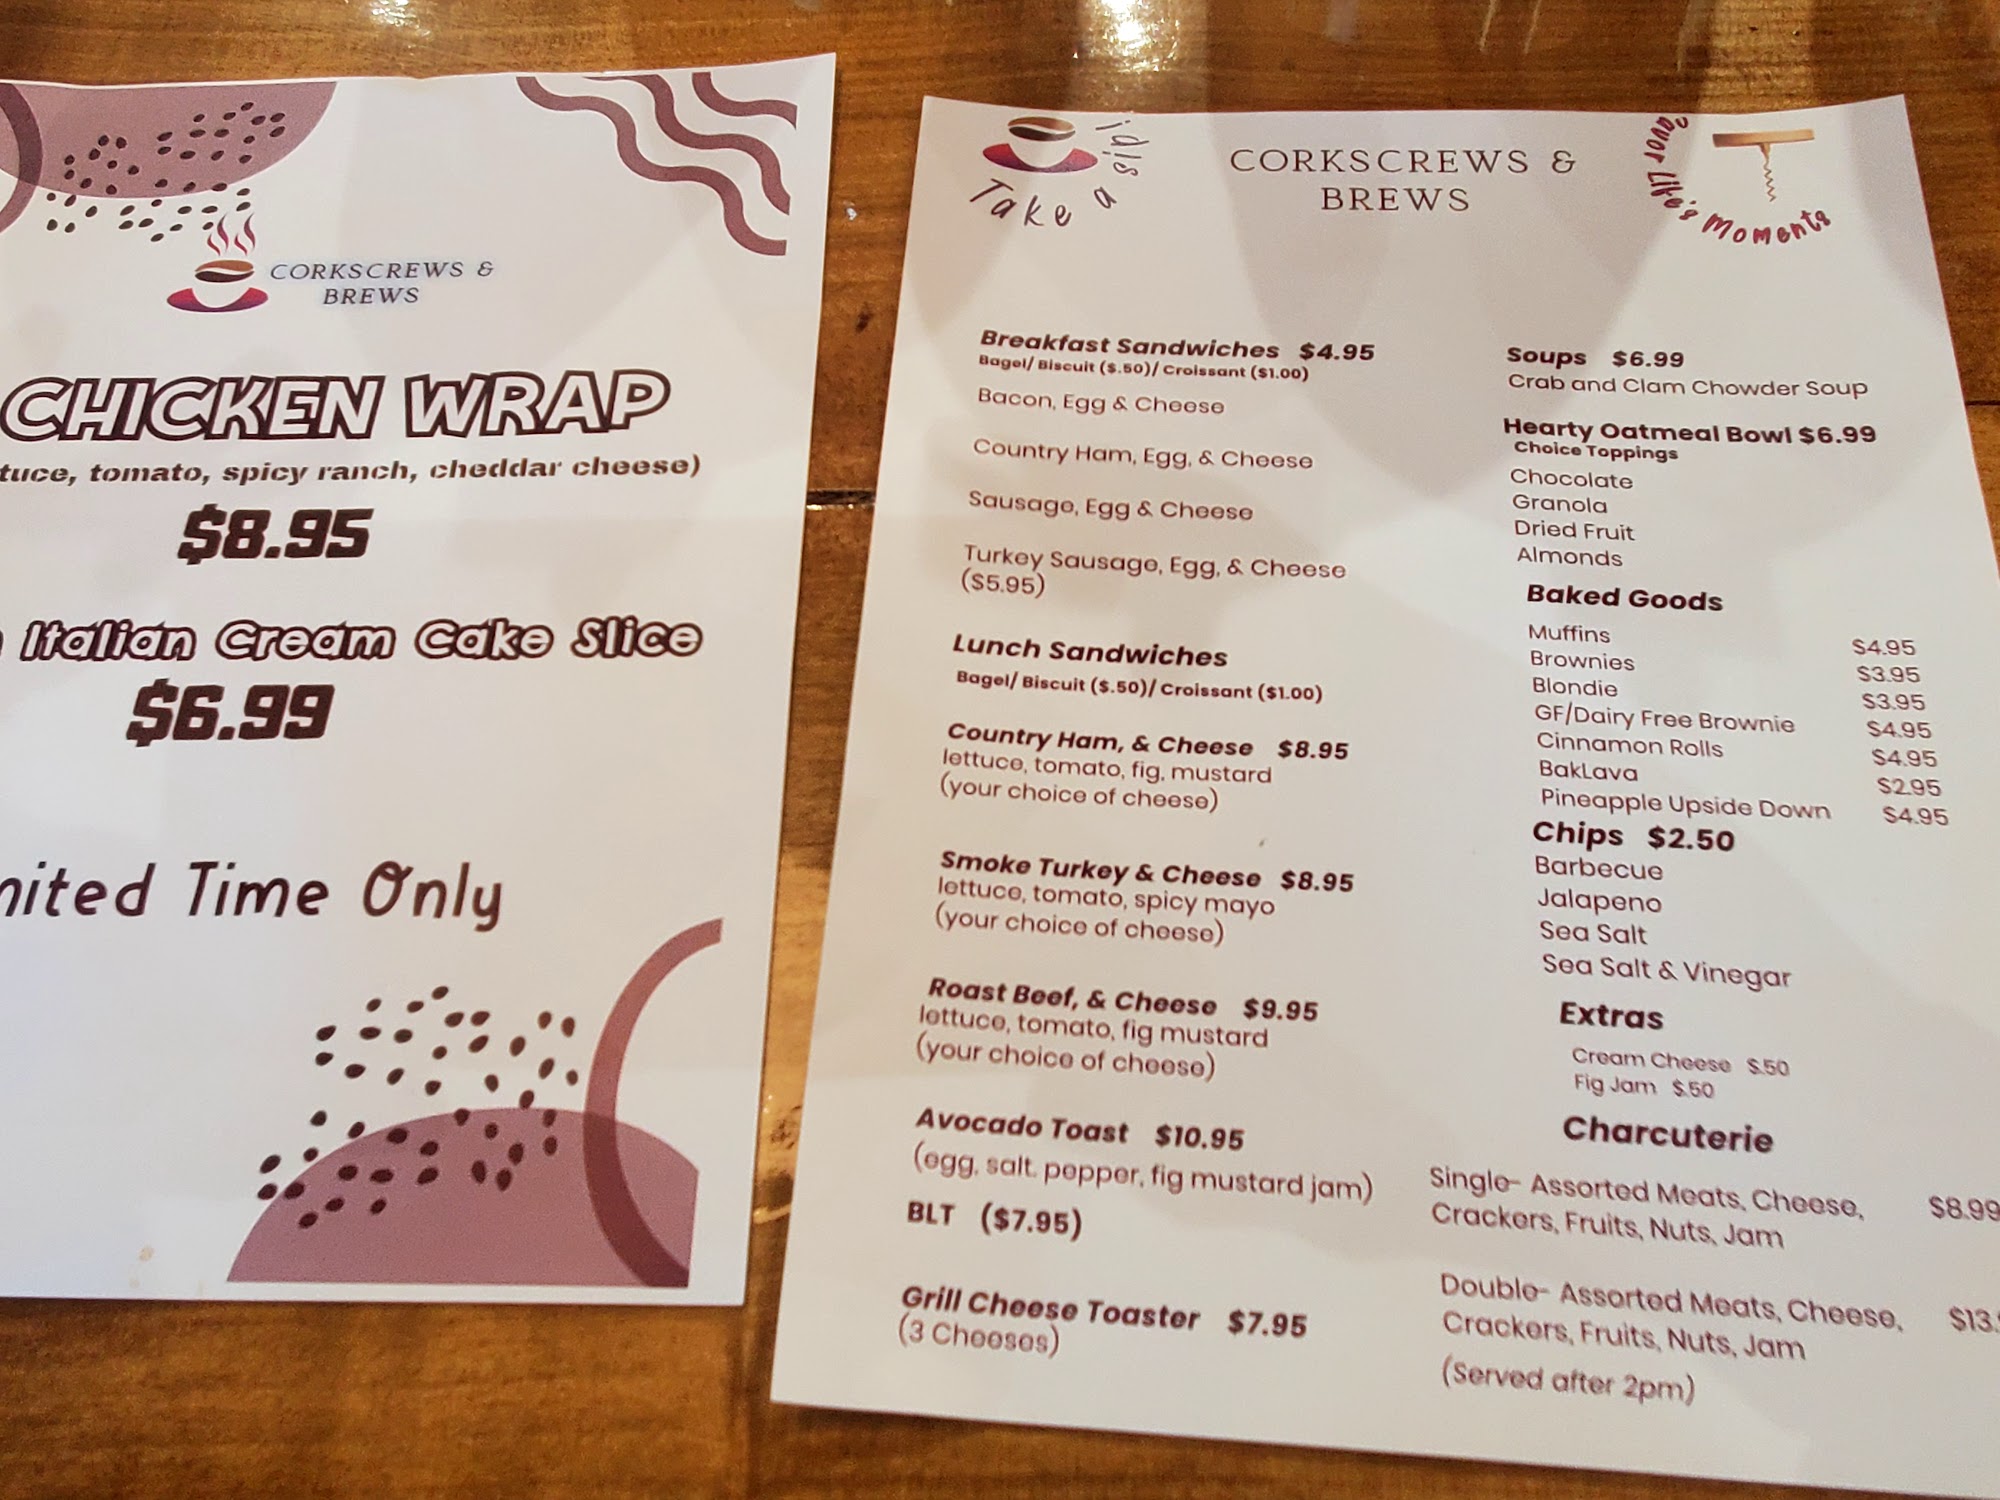 CORKSCREWS &
BREWS
CHICKEN WRAP
tuce, tomato, spicy ranch, cheddar cheese)
$8.95
Italian Cream Cake Slice
$6.99
mited Time Only
Take a sip!
CORKSCREWS &
BREWS
Savor Life's Moments
Breakfast Sandwiches $4.95
Bagel/ Biscuit ($.50)/ Croissant ($1.00)
Bacon, Egg & Cheese
Country Ham, Egg, & Cheese
Sausage, Egg & Cheese
Turkey Sausage, Egg, & Cheese
($5.95)
Lunch Sandwiches
Bagel/ Biscuit ($.50)/ Croissant ($1.00)
Country Ham, & Cheese $8.95
lettuce, tomato, fig, mustard
(your choice of cheese)
Smoke Turkey & Cheese $8.95
lettuce, tomato, spicy mayo
(your choice of cheese)
Roast Beef, & Cheese $9.95
lettuce, tomato, fig mustard
(your choice of cheese)
Avocado Toast $10.95
(egg, salt. pepper, fig mustard jam)
BLT ($7.95)
Grill Cheese Toaster $7.95
(3 Cheeses)
Soups $6.99
Crab and Clam Chowder Soup
Hearty Oatmeal Bowl $6.99
Choice Toppings
Chocolate
Granola
Dried Fruit
Almonds
Baked Goods
Muffins $4.95
Brownies $3.95
Blondie $3.95
GF/Dairy Free Brownie $4.95
Cinnamon Rolls $4.95
BakLava $2.95
Pineapple Upside Down $4.95
Chips $2.50
Barbecue
Jalapeno
Sea Salt
Sea Salt & Vinegar
Extras
Cream Cheese $.50
Fig Jam $.50
Charcuterie
Single- Assorted Meats, Cheese, $8.99
Crackers, Fruits, Nuts, Jam
Double- Assorted Meats, Cheese, $13.
Crackers, Fruits, Nuts, Jam
(Served after 2pm)